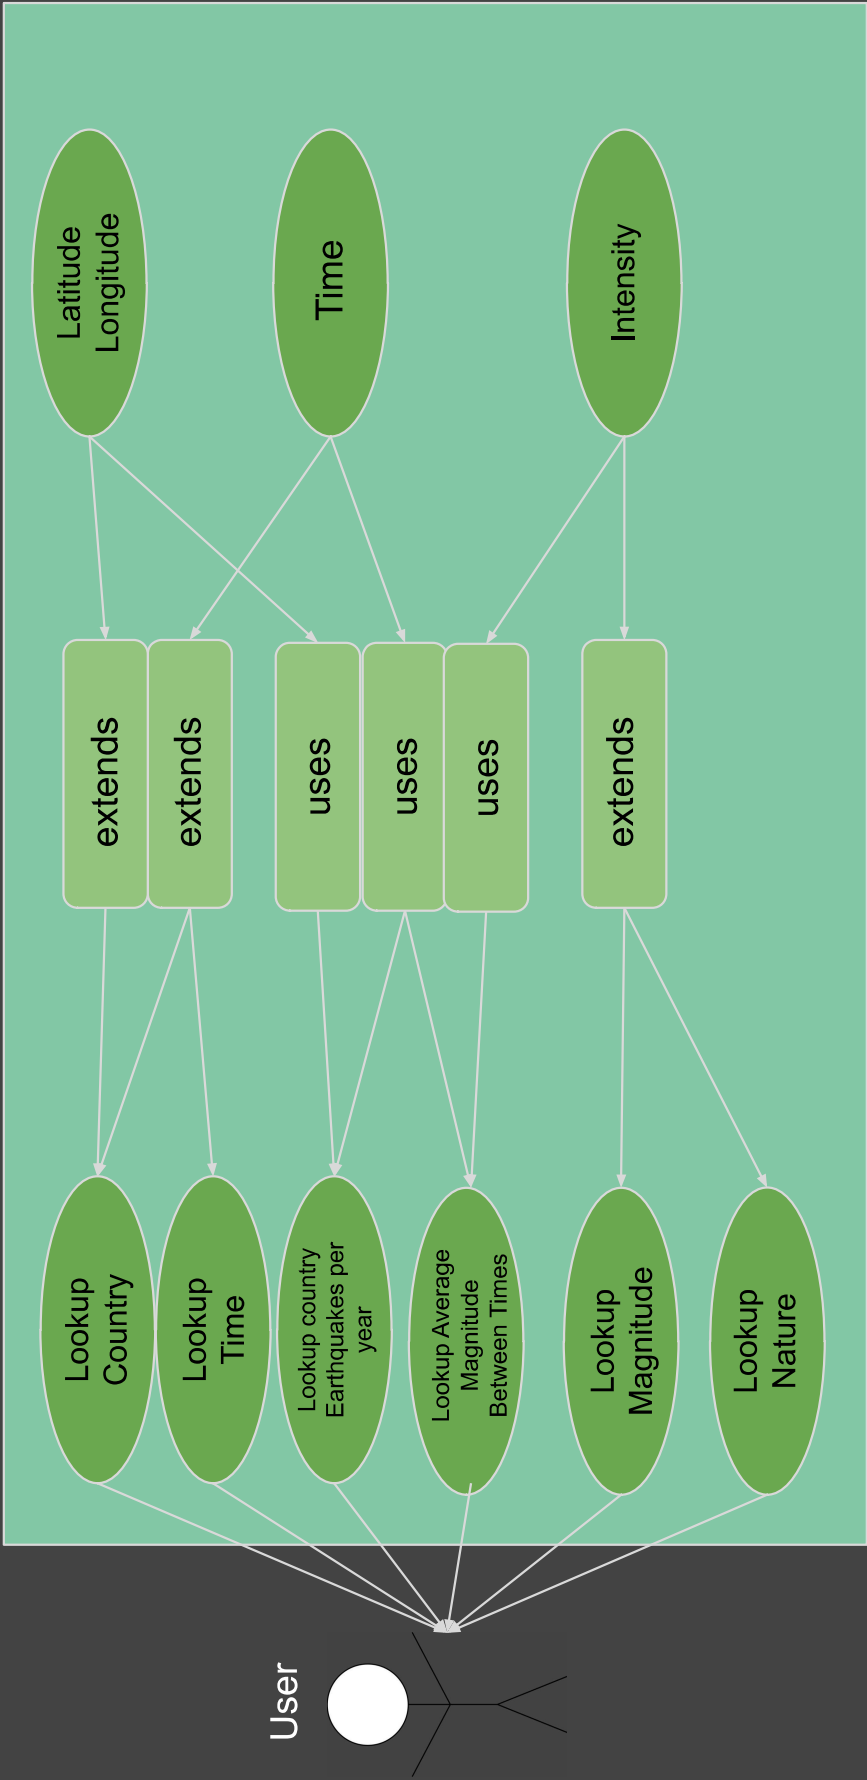 User
Lookup
Country
Lookup
Time
Lookup country
Earthquakes per
year
Lookup Average
Magnitude
Between Times
Lookup
Magnitude
Lookup
Nature
extends
extends
uses
uses
uses
extends
Latitude
Longitude
Time
Intensity